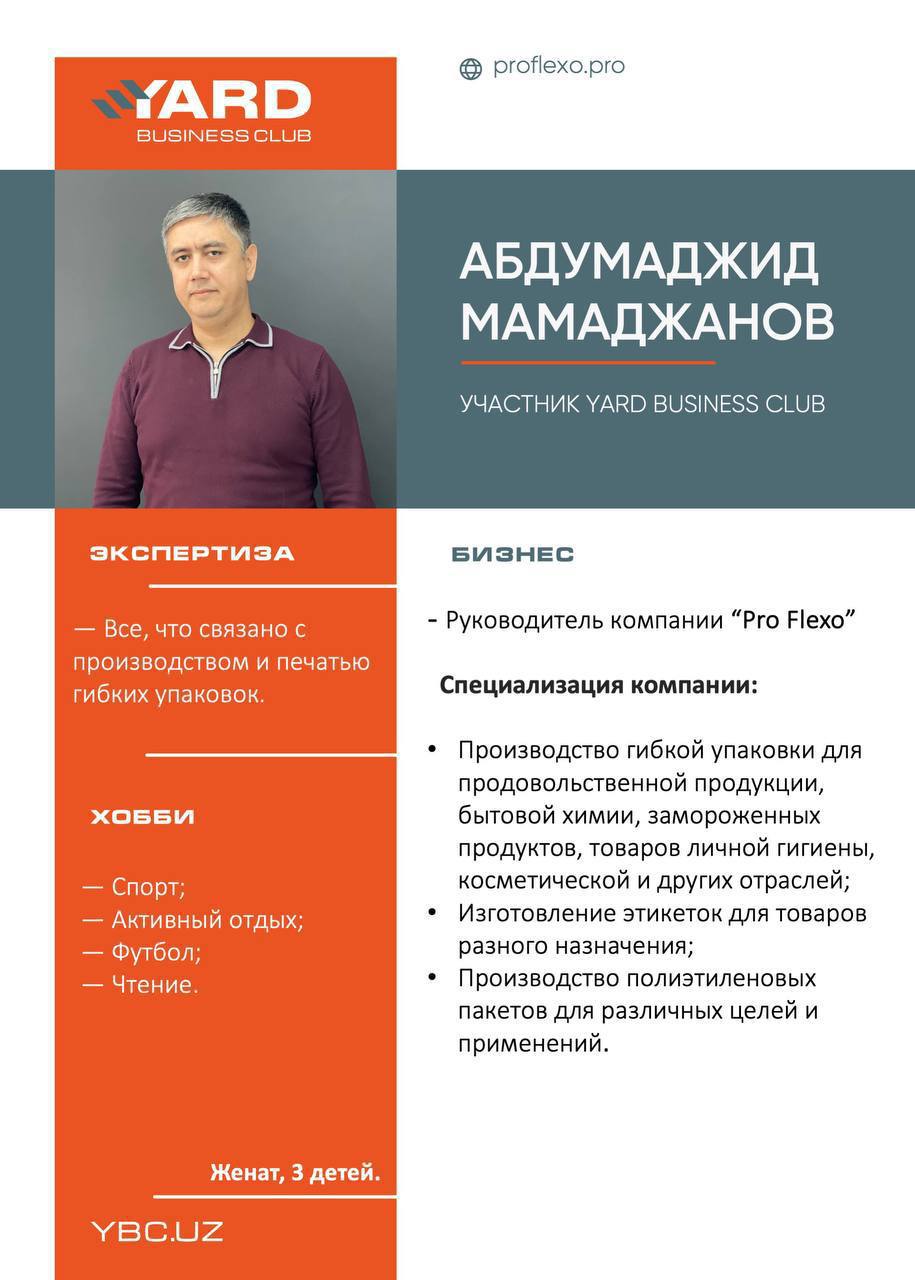 YARD
BUSINESS CLUB
proflexo.pro
АБДУМАДЖИД
МАМАДЖАНОВ
УЧАСТНИК YARD BUSINESS CLUB
ЭКСПЕРТИЗА
— Все, что связано с
производством и печатью
гибких упаковок.
ХОББИ
— Спорт;
— Активный отдых;
— Футбол;
— Чтение.
Женат, 3 детей.
YBC.UZ
БИЗНЕС
- Руководитель компании “Pro Flexo”
Специализация компании:
• Производство гибкой упаковки для
продовольственной продукции,
бытовой химии, замороженных
продуктов, товаров личной гигиены,
косметической и других отраслей;
• Изготовление этикеток для товаров
разного назначения;
• Производство полиэтиленовых
пакетов для различных целей и
применений.